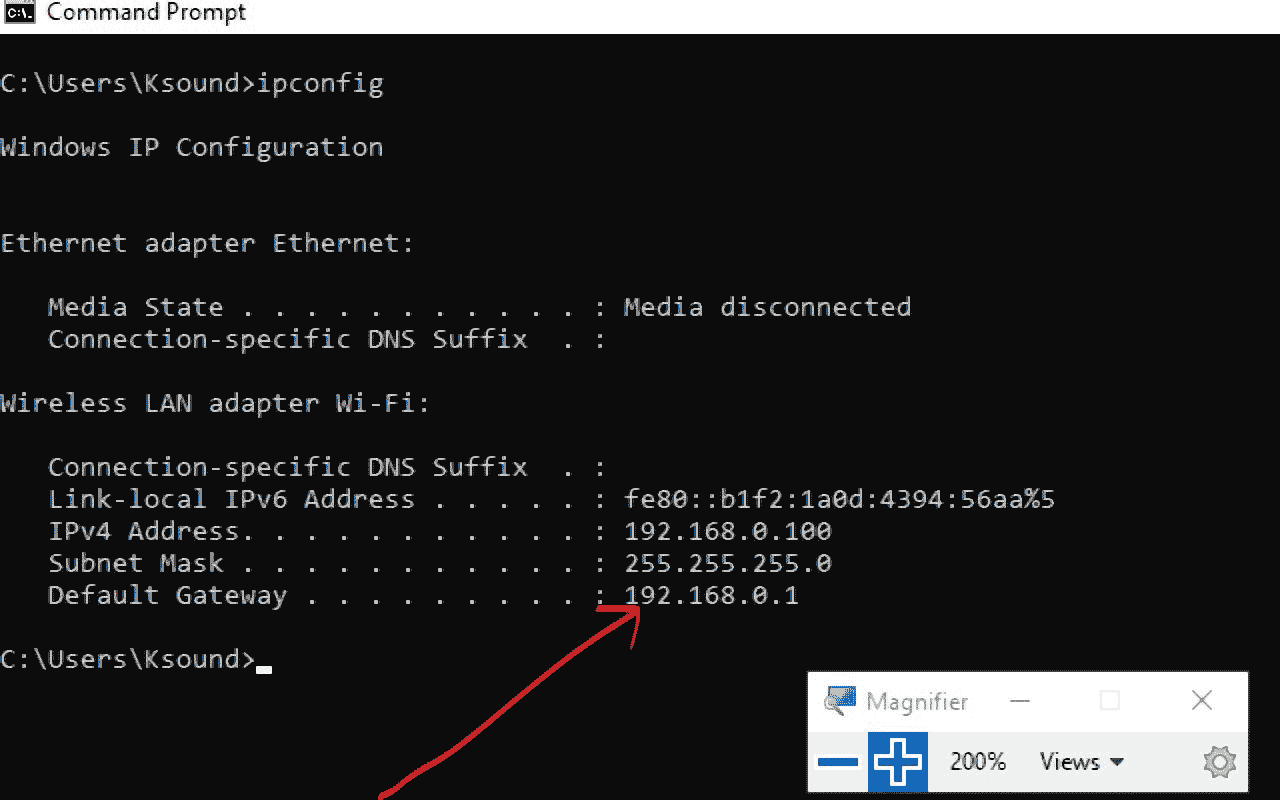 Command Prompt
C:\Users\Ksound>ipconfig
Windows IP Configuration
Ethernet adapter Ethernet:
Media State . . . . . . . . . . . : Media disconnected
Connection-specific DNS Suffix  . :
Wireless LAN adapter Wi-Fi:
Connection-specific DNS Suffix  . :
Link-local IPv6 Address . . . . . : fe80::b1f2:1a0d:4394:56aa%5
IPv4 Address. . . . . . . . . . . : 192.168.0.100
Subnet Mask . . . . . . . . . . . : 255.255.255.0
Default Gateway . . . . . . . . . : 192.168.0.1
C:\Users\Ksound>
Magnifier
200% Views